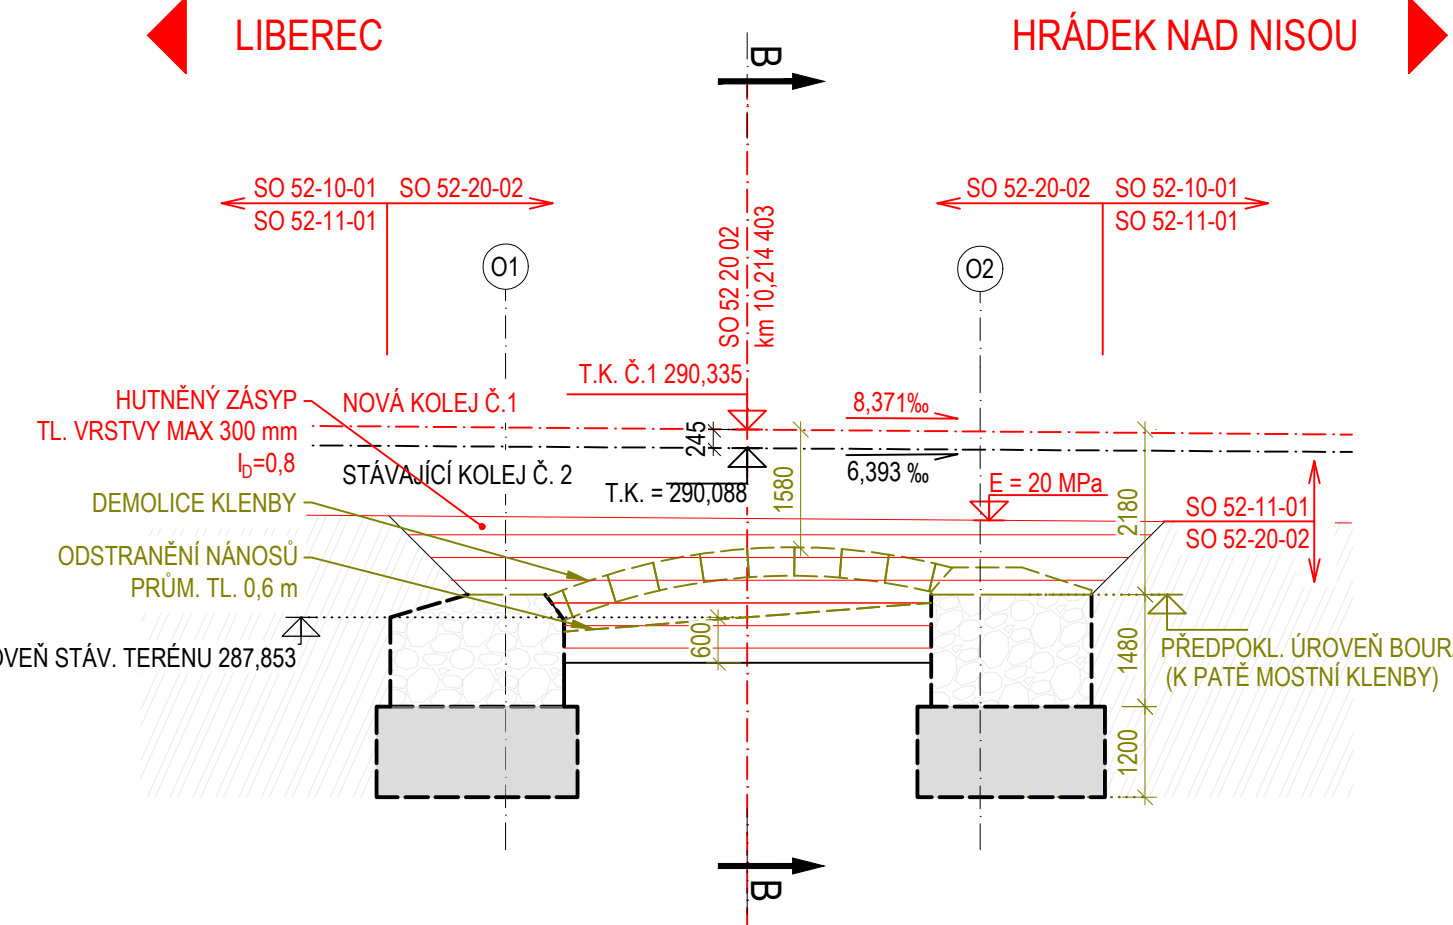 LIBEREC
HRÁDEK NAD NISOU
B
SO 52-10-01
SO 52-20-02
SO 52-11-01
SO 52-20-02
SO 52-10-01
SO 52-11-01
O1
O2
SO 52 20 02
km 10,214 403
T.K. Č.1 290,335
HUTNĚNÝ ZÁSYP
TL. VRSTVY MAX 300 mm
ID=0,8
NOVÁ KOLEJ Č.1
8,371‰
245
STÁVAJÍCÍ KOLEJ Č. 2
T.K. = 290,088
6,393 ‰
1580
E = 20 MPa
2180
DEMOLICE KLENBY
SO 52-11-01
SO 52-20-02
ODSTRANĚNÍ NÁNOSŮ
PRŮM. TL. 0,6 m
OVEŇ STÁV. TERÉNU 287,853
600
1480
PŘEDPOKL. ÚROVEŇ BOUR
(K PATĚ MOSTNÍ KLENBY)
1200
B